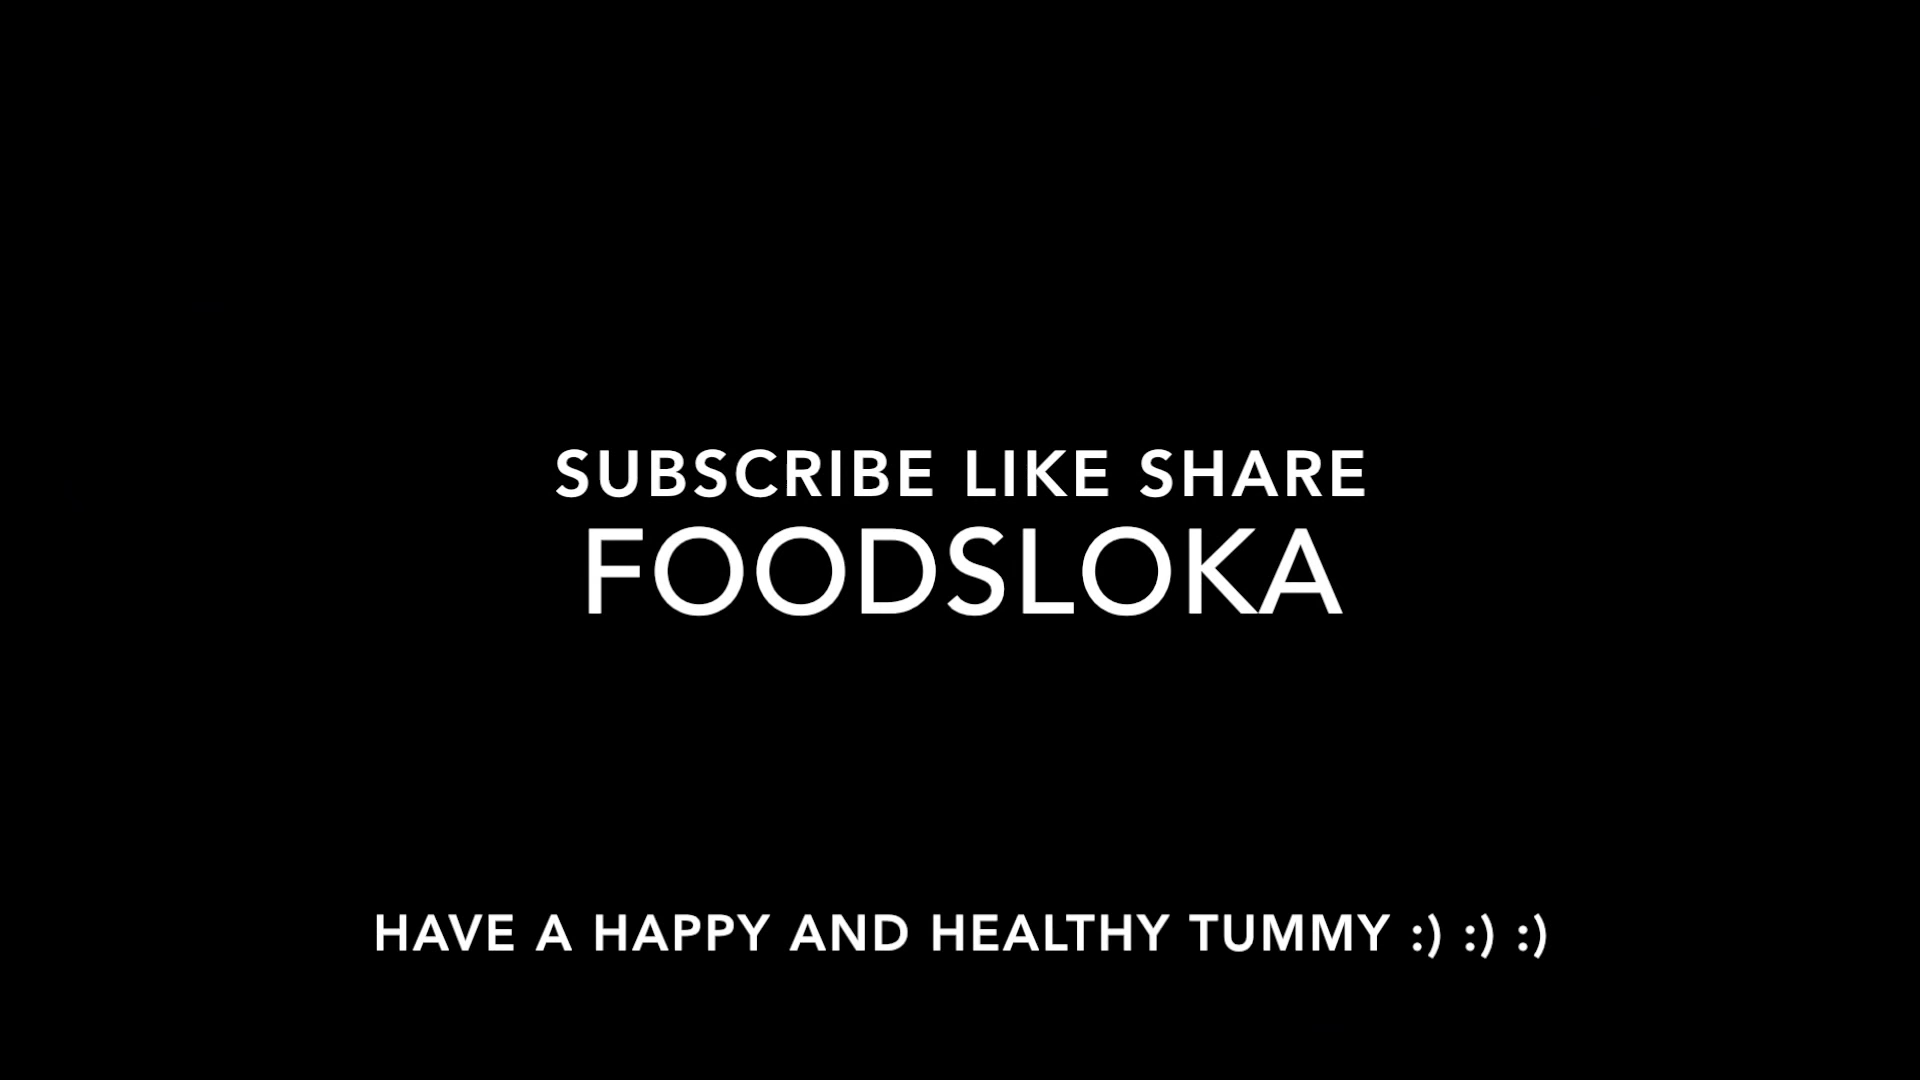 SUBSCRIBE LIKE SHARE
FOODSLOKA
HAVE A HAPPY AND HEALTHY TUMMY :) :) :)